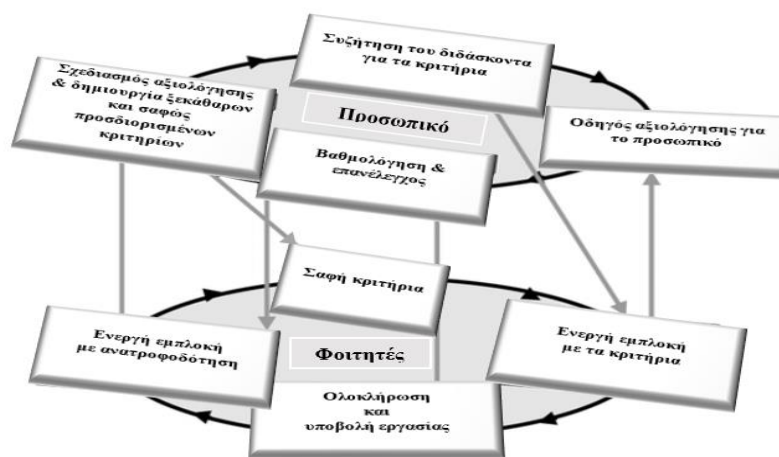 Συζήτηση του διδάσκοντα
για τα κριτήρια
Σχεδιασμός αξιολόγησης
& δημιουργία ξεκάθαρων
και σαφώς
προσδιορισμένων
κριτηρίων
Προσωπικό
Οδηγός αξιολόγησης για
το προσωπικό
Βαθμολόγηση &
επανέλεγχος
Σαφή κριτήρια
Ενεργή εμπλοκή
με ανατροφοδότηση
Φοιτητές
Ενεργή εμπλοκή
με τα κριτήρια
Ολοκλήρωση
και
υποβολή εργασίας